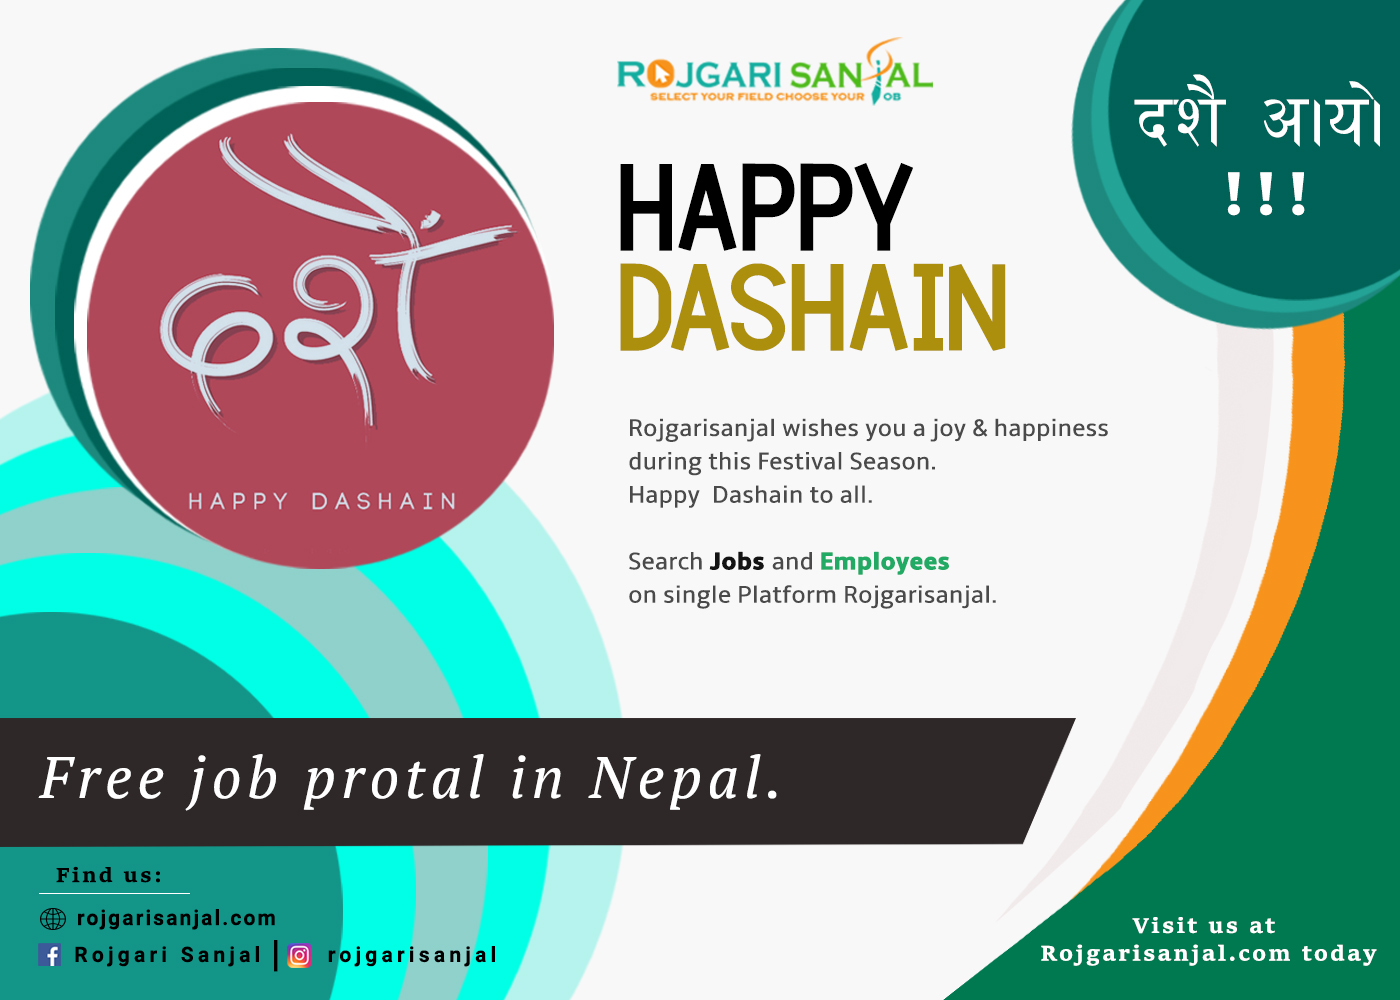 ROJGARI SANJAL
SELECT YOUR FIELD CHOOSE YOUR JOB
दशै आयो
!!!
HAPPY
DASHAIN
दशैं
HAPPY DASHAIN
Rojgarisanjal wishes you a joy & happiness
during this Festival Season.
Happy Dashain to all.
Search Jobs and Employees
on single Platform Rojgarisanjal.
Free job protal in Nepal.
Find us:
rojgarisanjal.com
Rojgari Sanjal | rojgarisanjal
Visit us at
Rojgarisanjal.com today